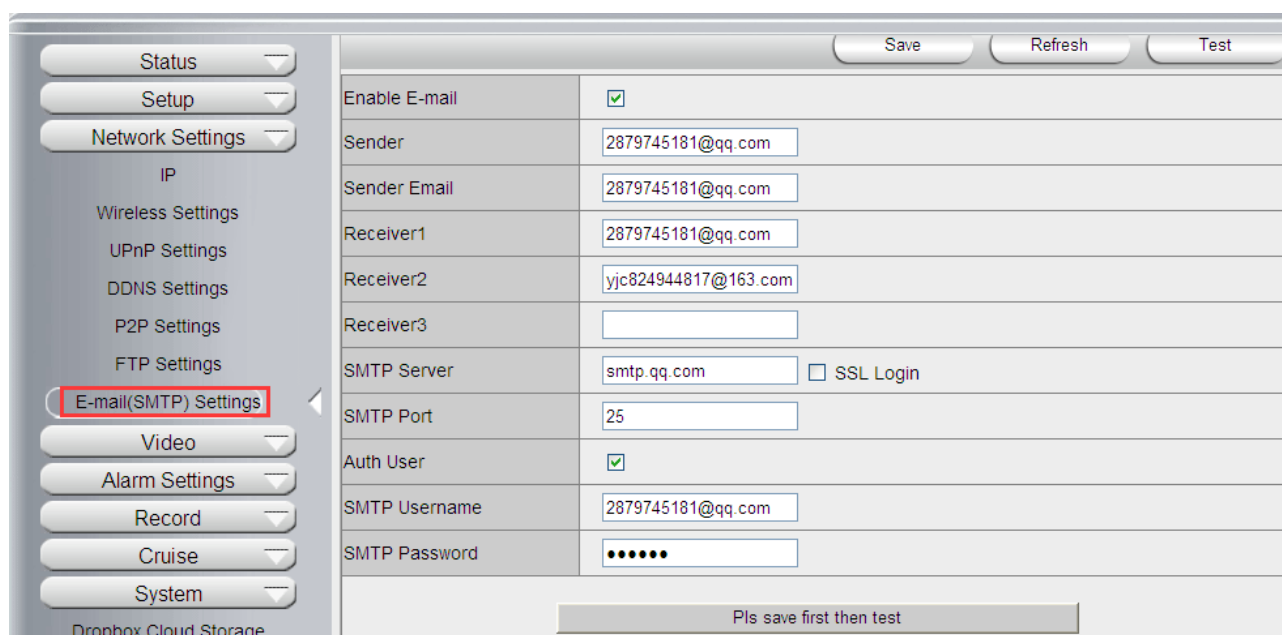 Save Refresh Test
Status
Setup
Network Settings
IP
Wireless Settings
UPnP Settings
DDNS Settings
P2P Settings
FTP Settings
E-mail(SMTP) Settings
Video
Alarm Settings
Record
Cruise
System
Dropbox Cloud Storage
Enable E-mail
Sender 2879745181@qq.com
Sender Email 2879745181@qq.com
Receiver1 2879745181@qq.com
Receiver2 yjc824944817@163.com
Receiver3
SMTP Server smtp.qq.com SSL Login
SMTP Port 25
Auth User
SMTP Username 2879745181@qq.com
SMTP Password ••••••
Pls save first then test